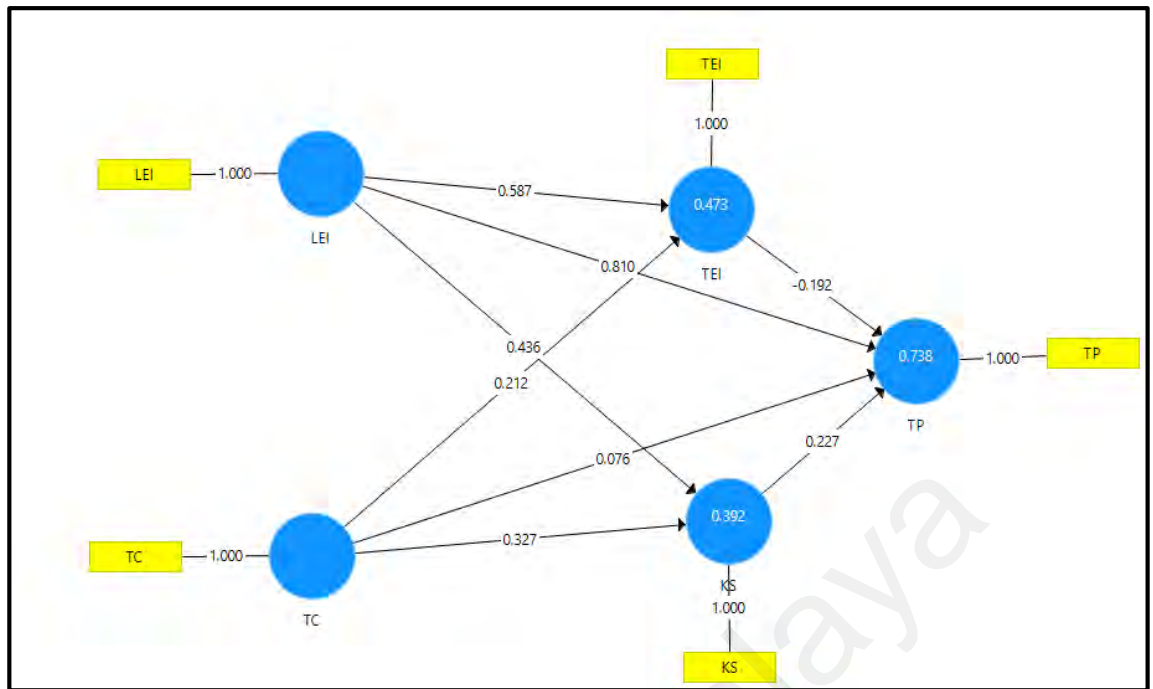 TEI
1.000
LEI
1.000
0.587
0.473
LEI
TEI
0.810
-0.192
0.436
0.738
1.000
TP
0.212
TP
0.227
0.076
0.392
TC
1.000
0.327
TC
KS
1.000
KS
laya